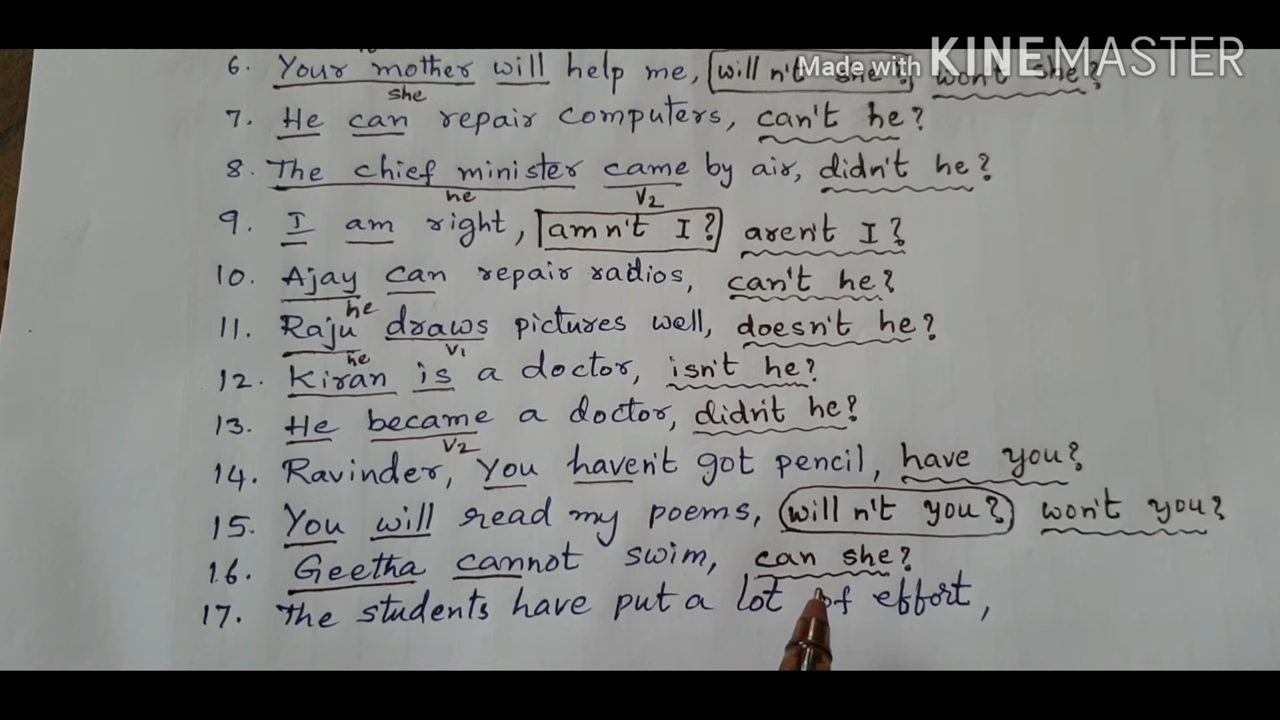 6. Your mother will help me, will n't she? won't she?
she
Made with KINEMASTER
7. He can repair computers, can't he?
8. The chief minister came by air, didn't he?
he V2
9. I am right, amn't I? aren't I?
10. Ajay can repair radios, can't he?
he
11. Raju draws pictures well, doesn't he?
he V1
12. Kiran is a doctor, isn't he?
13. He became a doctor, didn't he?
V2
14. Ravinder, you haven't got pencil, have you?
15. You will read my poems, will n't you? won't you?
16. Geetha cannot swim, can she?
17. The students have put a lot of effort,